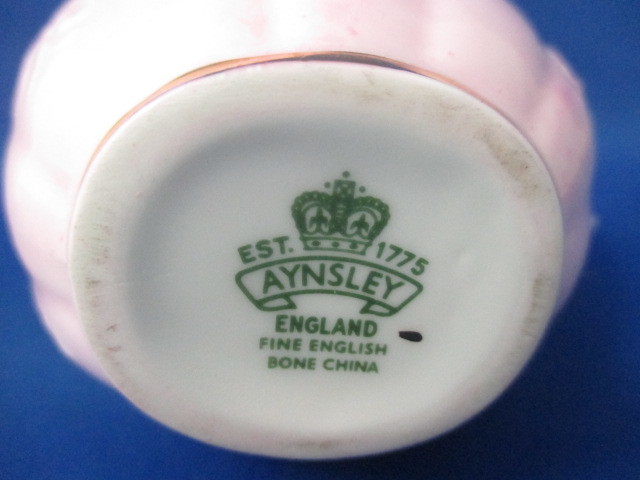 EST. 1775
AYNSLEY
ENGLAND
FINE ENGLISH
BONE CHINA